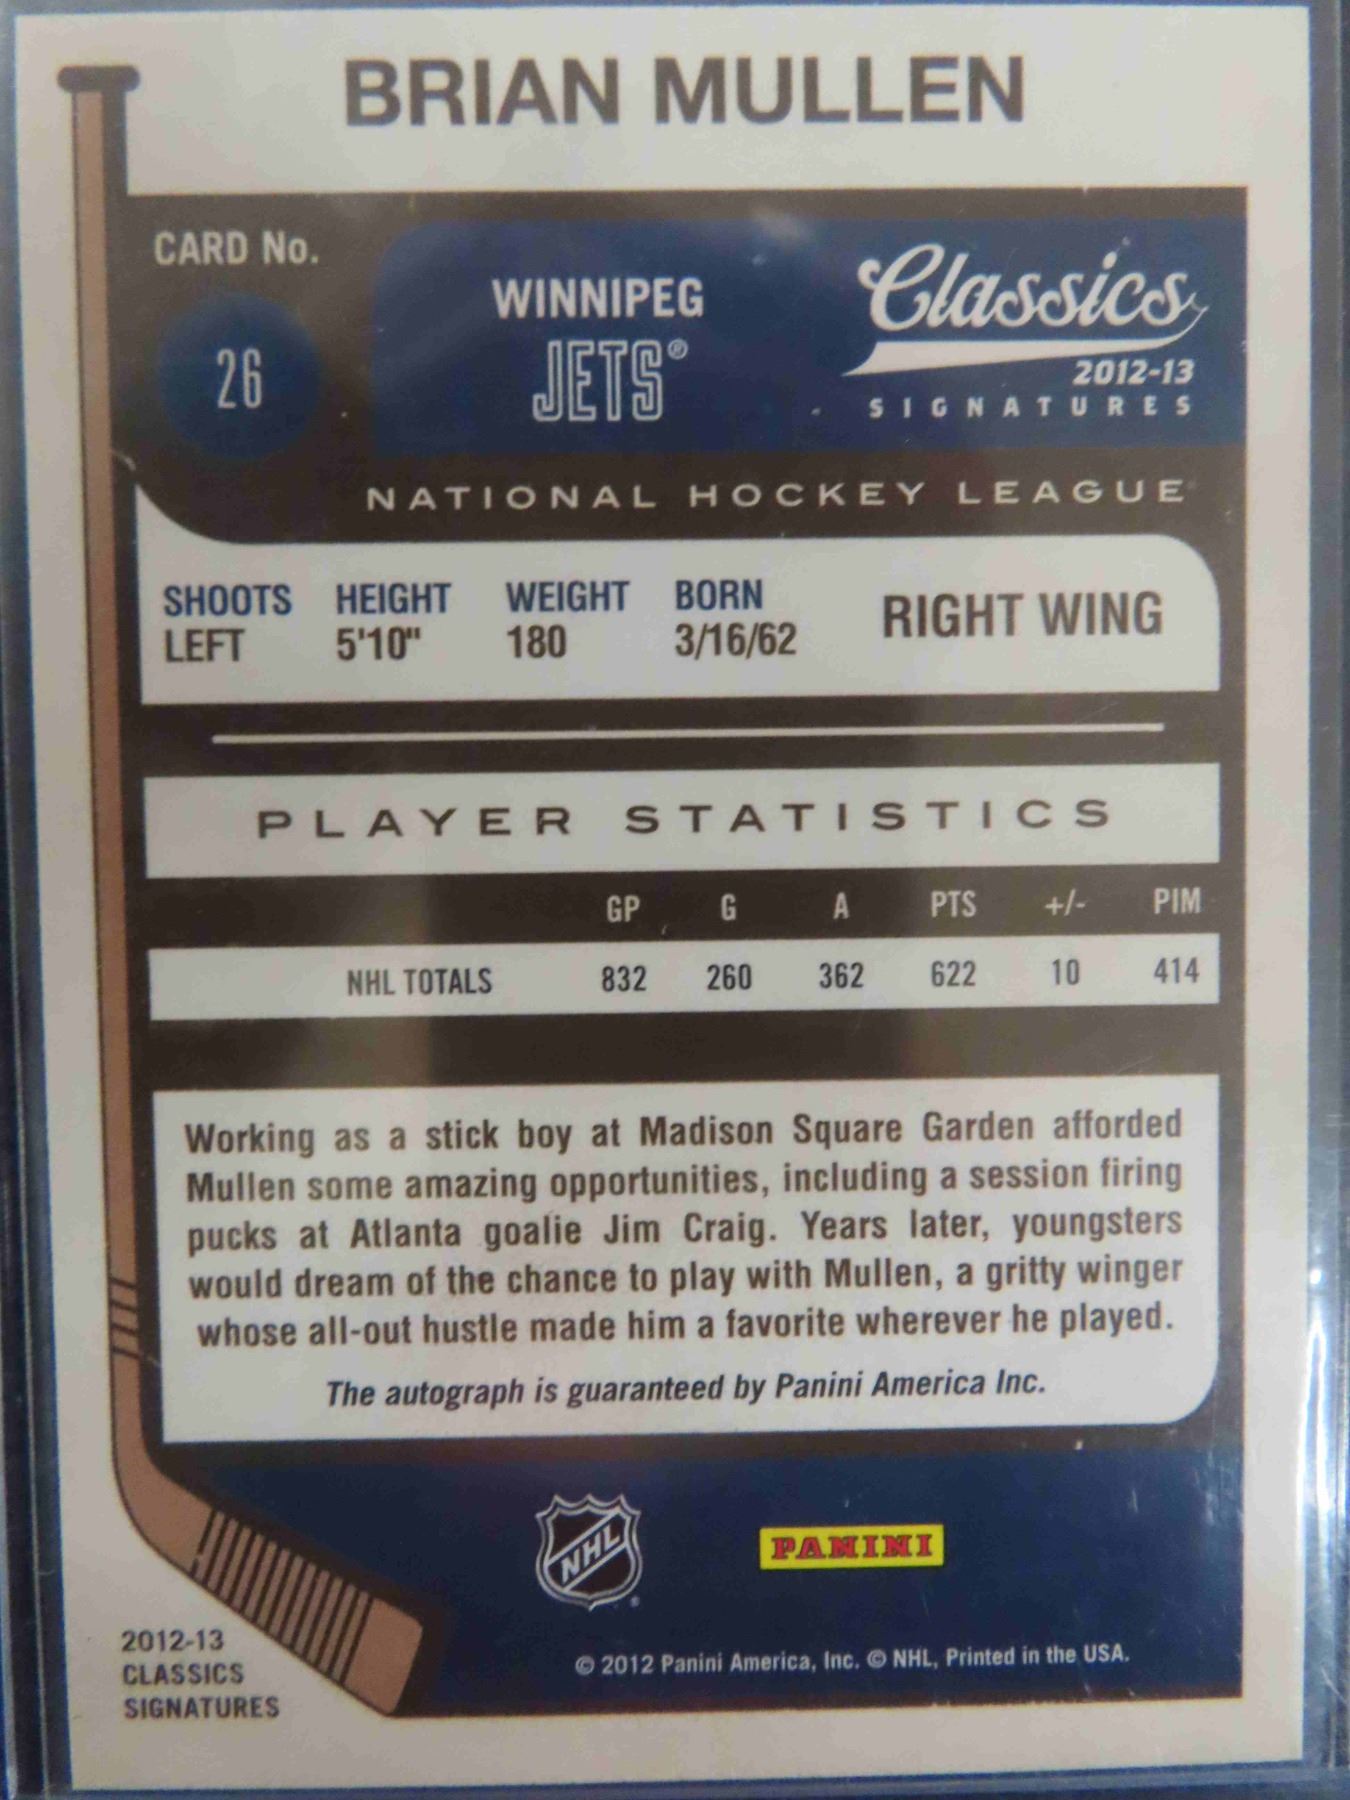 BRIAN MULLEN
CARD No.
26
WINNIPEG
JETS®
Classics
2012-13
SIGNATURES
NATIONAL HOCKEY LEAGUE
SHOOTS HEIGHT WEIGHT BORN
LEFT 5'10" 180 3/16/62
RIGHT WING
PLAYER STATISTICS
GP G A PTS +/- PIM
NHL TOTALS 832 260 362 622 10 414
Working as a stick boy at Madison Square Garden afforded
Mullen some amazing opportunities, including a session firing
pucks at Atlanta goalie Jim Craig. Years later, youngsters
would dream of the chance to play with Mullen, a gritty winger
whose all-out hustle made him a favorite wherever he played.
The autograph is guaranteed by Panini America Inc.
NHL
PANINI
2012-13
CLASSICS
SIGNATURES
© 2012 Panini America, Inc. © NHL, Printed in the USA.